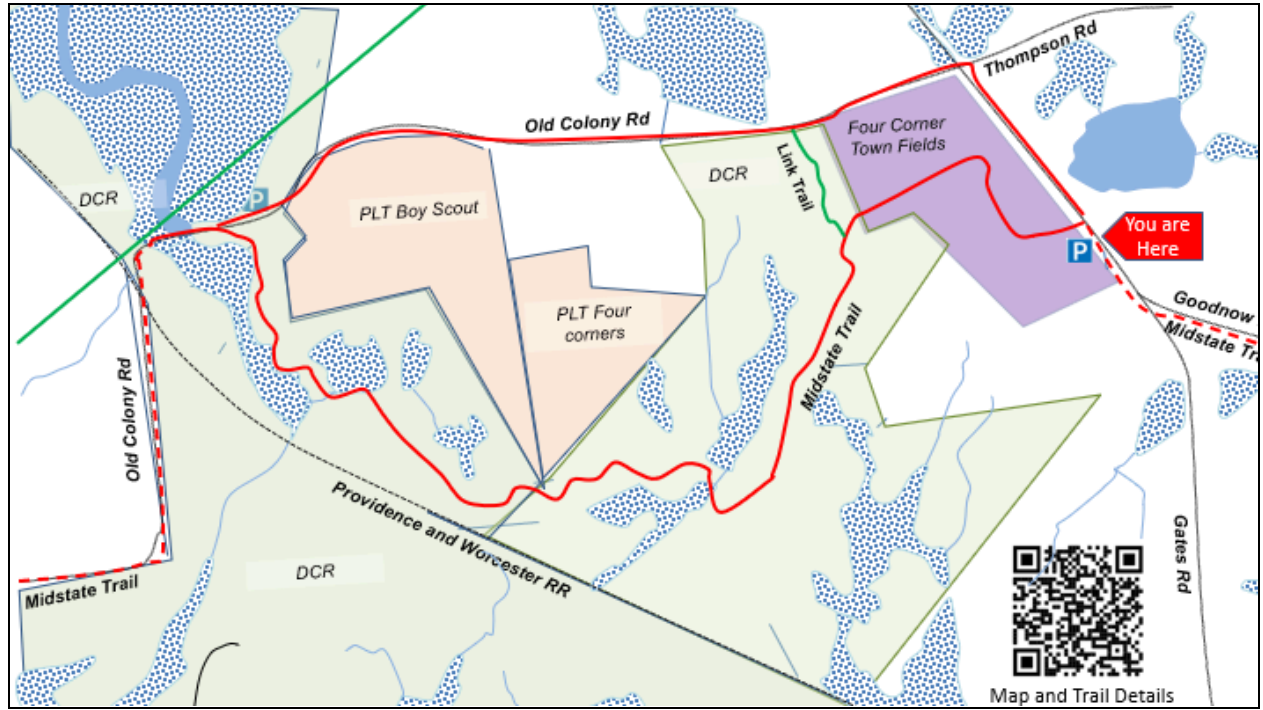 Thompson Rd
Old Colony Rd
Four Corner
Town Fields
Link Trail
DCR
DCR
P
PLT Boy Scout
You are
Here
P
PLT Four
corners
Goodnow
Midstate Tr
Midstate Trail
Old Colony Rd
Providence and Worcester RR
Gates Rd
DCR
Midstate Trail
Map and Trail Details